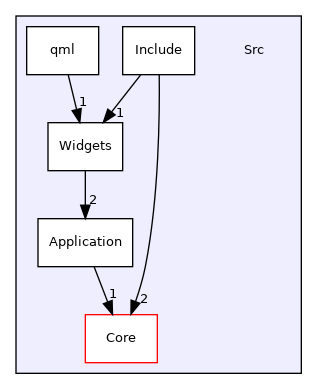 qml
Include
Src
1
1
Widgets
2
Application
1
2
Core